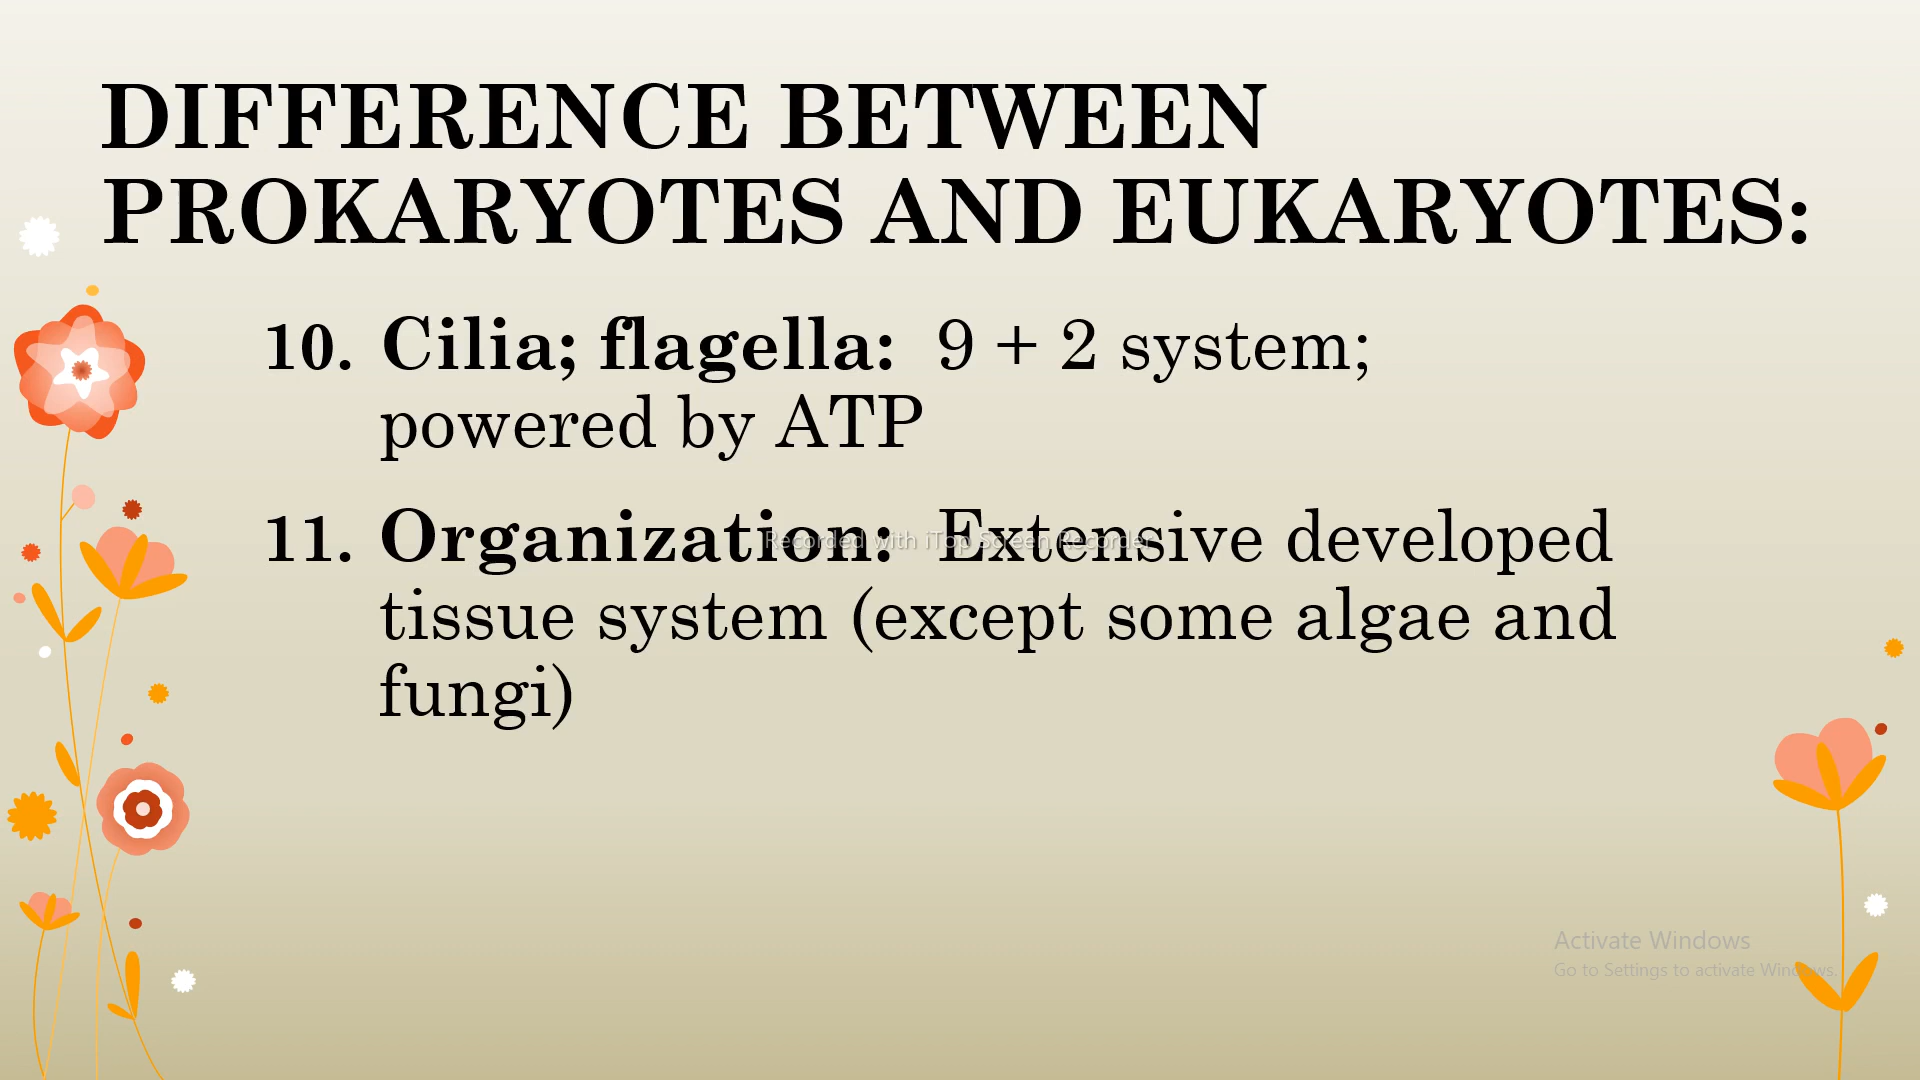 DIFFERENCE BETWEEN
PROKARYOTES AND EUKARYOTES:
10. Cilia; flagella: 9 + 2 system;
powered by ATP
11. Organization: Extensive developed
tissue system (except some algae and
fungi)
Recorded with iTop Screen Recorder
Activate Windows
Go to Settings to activate Windows.